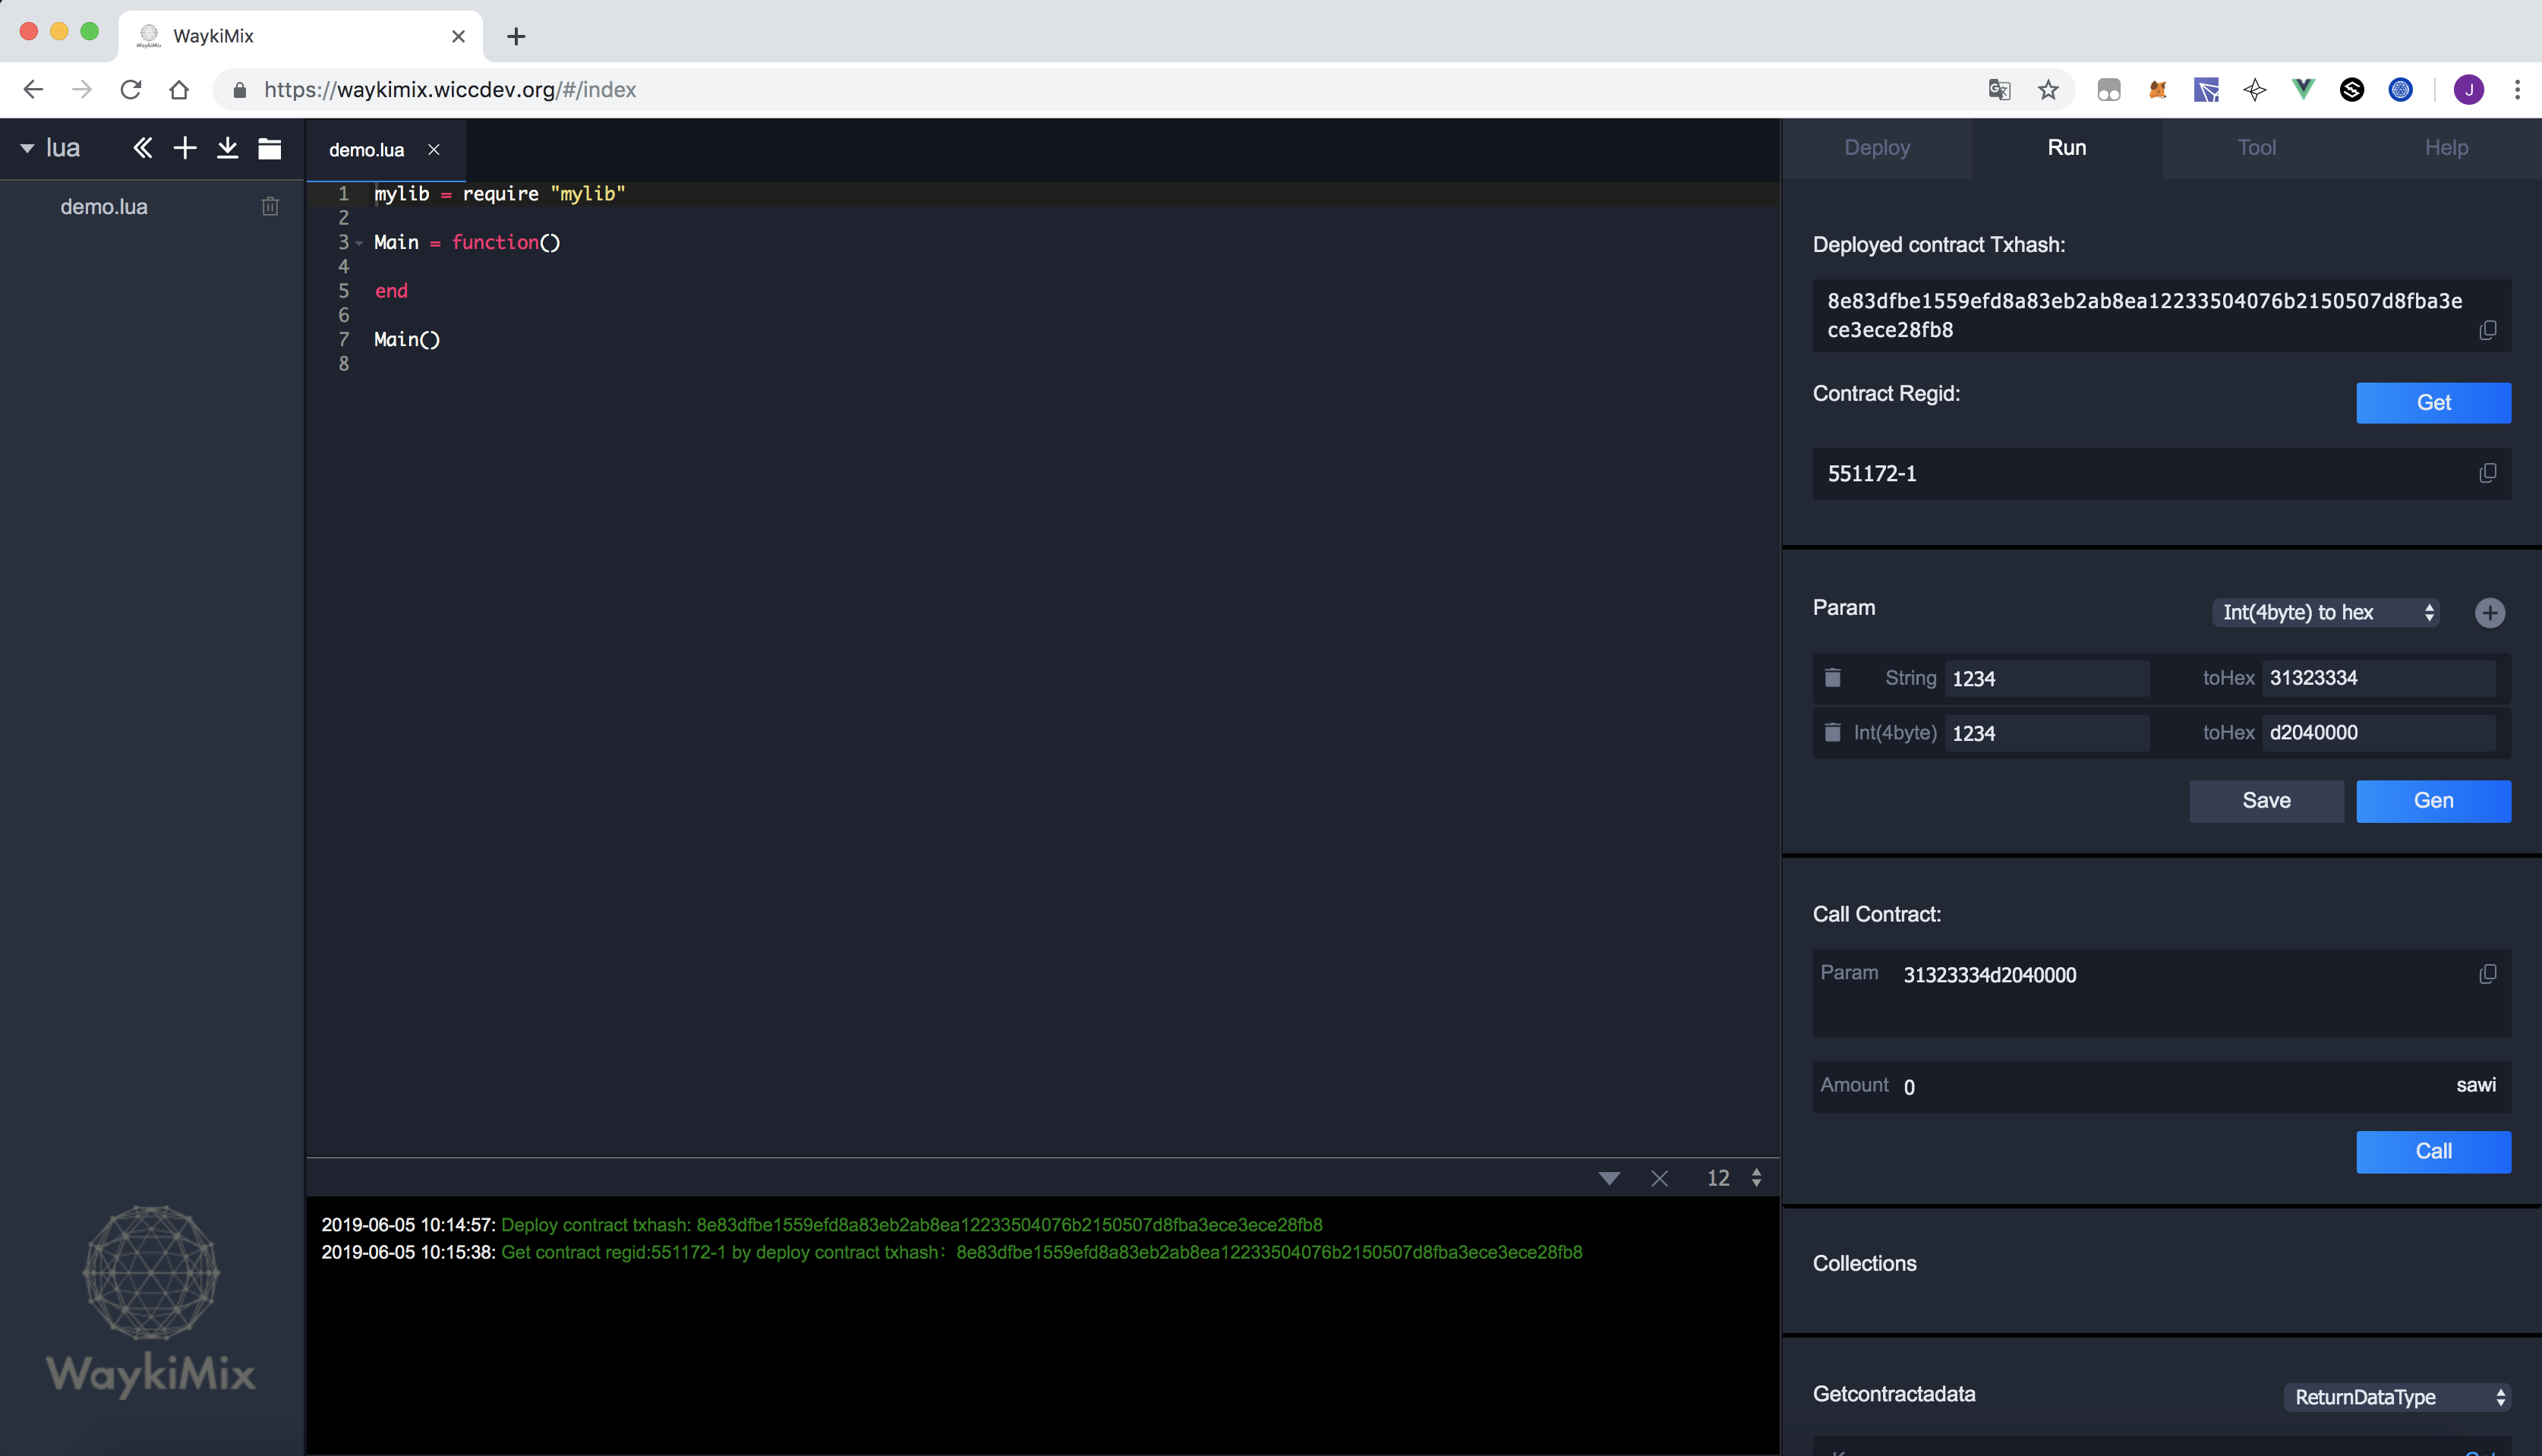 WaykiMix
https://waykimix.wiccdev.org/#/index
J
lua
demo.lua
demo.lua
1 mylib = require "mylib"
2
3 Main = function()
4
5 end
6
7 Main()
8
12
2019-06-05 10:14:57: Deploy contract txhash: 8e83dfbe1559efd8a83eb2ab8ea12233504076b2150507d8fba3ece3ece28fb8
2019-06-05 10:15:38: Get contract regid:551172-1 by deploy contract txhash: 8e83dfbe1559efd8a83eb2ab8ea12233504076b2150507d8fba3ece3ece28fb8
WaykiMix
Deploy Run Tool Help
Deployed contract Txhash:
8e83dfbe1559efd8a83eb2ab8ea12233504076b2150507d8fba3e
ce3ece28fb8
Contract Regid: Get
551172-1
Param Int(4byte) to hex
String 1234 toHex 31323334
Int(4byte) 1234 toHex d2040000
Save Gen
Call Contract:
Param 31323334d2040000
Amount 0 sawi
Call
Collections
Getcontractadata ReturnDataType